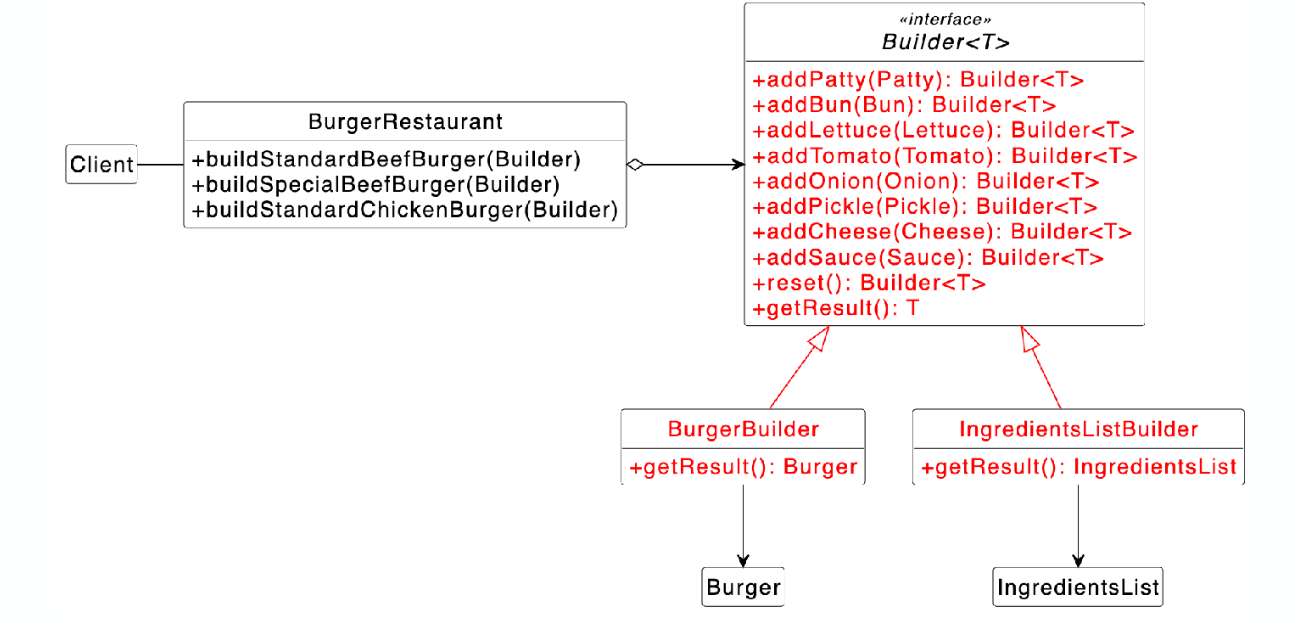 «interface»
Builder<T>
+addPatty(Patty): Builder<T>
+addBun(Bun): Builder<T>
+addLettuce(Lettuce): Builder<T>
+addTomato(Tomato): Builder<T>
+addOnion(Onion): Builder<T>
+addPickle(Pickle): Builder<T>
+addCheese(Cheese): Builder<T>
+addSauce(Sauce): Builder<T>
+reset(): Builder<T>
+getResult(): T
BurgerRestaurant
+buildStandardBeefBurger(Builder)
+buildSpecialBeefBurger(Builder)
+buildStandardChickenBurger(Builder)
Client
BurgerBuilder
+getResult(): Burger
IngredientsListBuilder
+getResult(): IngredientsList
Burger
IngredientsList